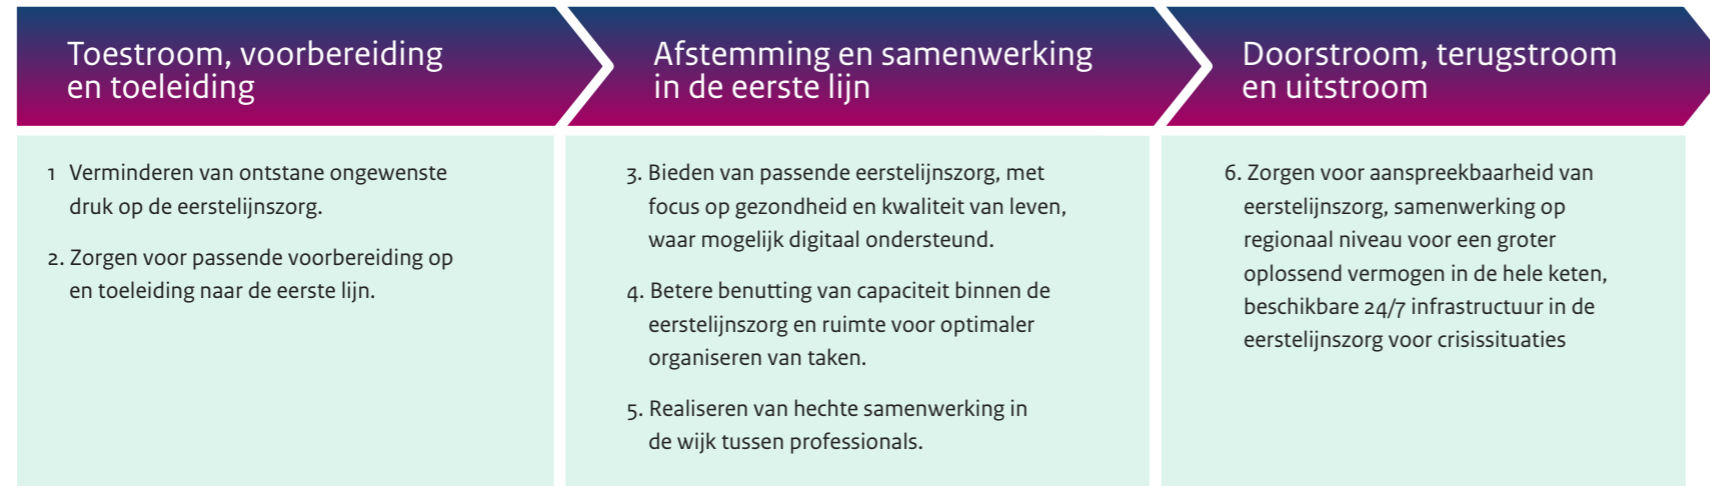 Toestroom, voorbereiding
en toeleiding
Afstemming en samenwerking
in de eerste lijn
Doorstroom, terugstroom
en uitstroom
1 Verminderen van ontstane ongewenste
druk op de eerstelijnszorg.
2. Zorgen voor passende voorbereiding op
en toeleiding naar de eerste lijn.
3. Bieden van passende eerstelijnszorg, met
focus op gezondheid en kwaliteit van leven,
waar mogelijk digitaal ondersteund.
4. Betere benutting van capaciteit binnen de
eerstelijnszorg en ruimte voor optimaler
organiseren van taken.
5. Realiseren van hechte samenwerking in
de wijk tussen professionals.
6. Zorgen voor aanspreekbaarheid van
eerstelijnszorg, samenwerking op
regionaal niveau voor een groter
oplossend vermogen in de hele keten,
beschikbare 24/7 infrastructuur in de
eerstelijnszorg voor crisissituaties